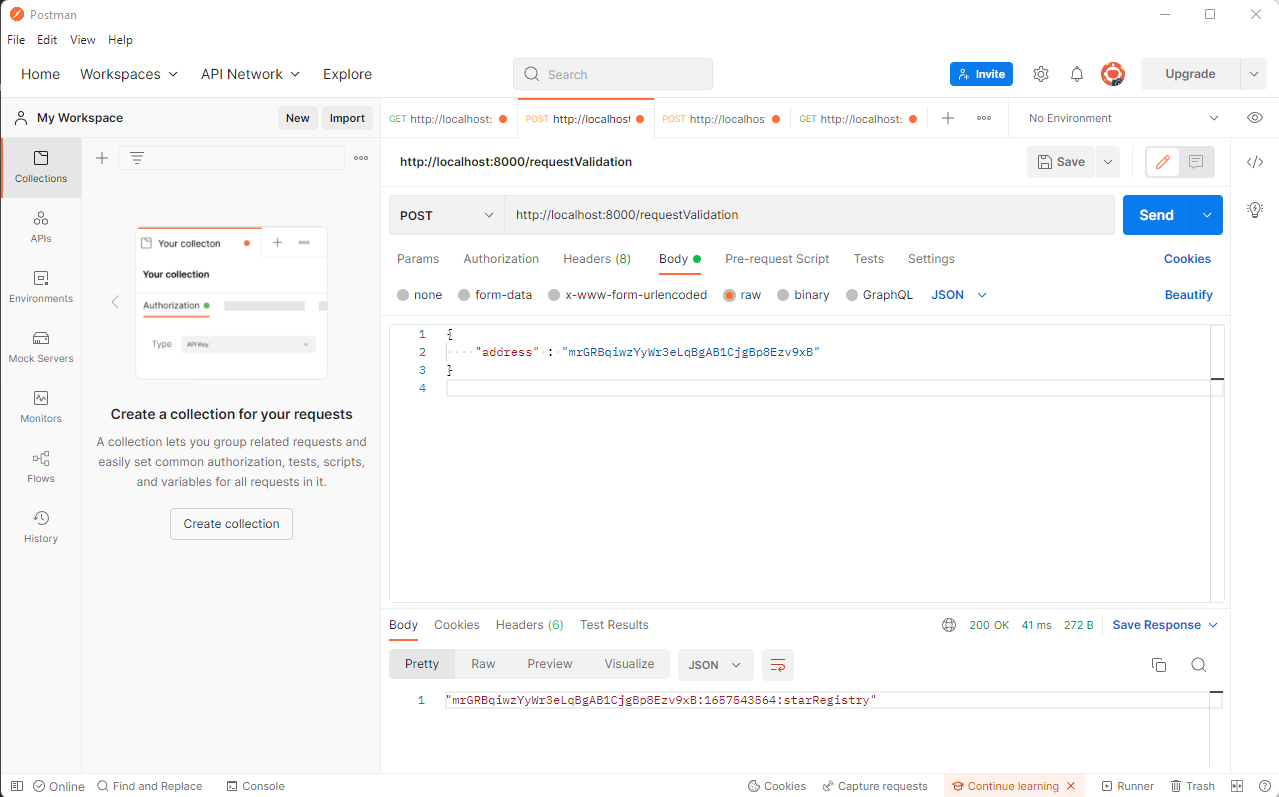 Postman
File Edit View Help
Home Workspaces API Network Explore Search Invite Upgrade
My Workspace New Import
GET http://localhost: POST http://localhost POST http://localhost GET http://localhost: No Environment
Collections
APIs
Environments
Mock Servers
Monitors
Flows
History
Your collecton
Your collection
Authorization
Type API Key
Create a collection for your requests
A collection lets you group related requests and
easily set common authorization, tests, scripts,
and variables for all requests in it.
Create collection
http://localhost:8000/requestValidation Save
POST http://localhost:8000/requestValidation Send
Params Authorization Headers (8) Body Pre-request Script Tests Settings Cookies
none form-data x-www-form-urlencoded raw binary GraphQL JSON Beautify
1 {
2 "address" : "mrGRBqiwzYyWr3eLqBgAB1CjgBp8Ezv9xB"
3 }
4
Body Cookies Headers (6) Test Results 200 OK 41 ms 272 B Save Response
Pretty Raw Preview Visualize JSON
1 "mrGRBqiwzYyWr3eLqBgAB1CjgBp8Ezv9xB:1657543564:starRegistry"
Online Find and Replace Console Cookies Capture requests Continue learning Runner Trash